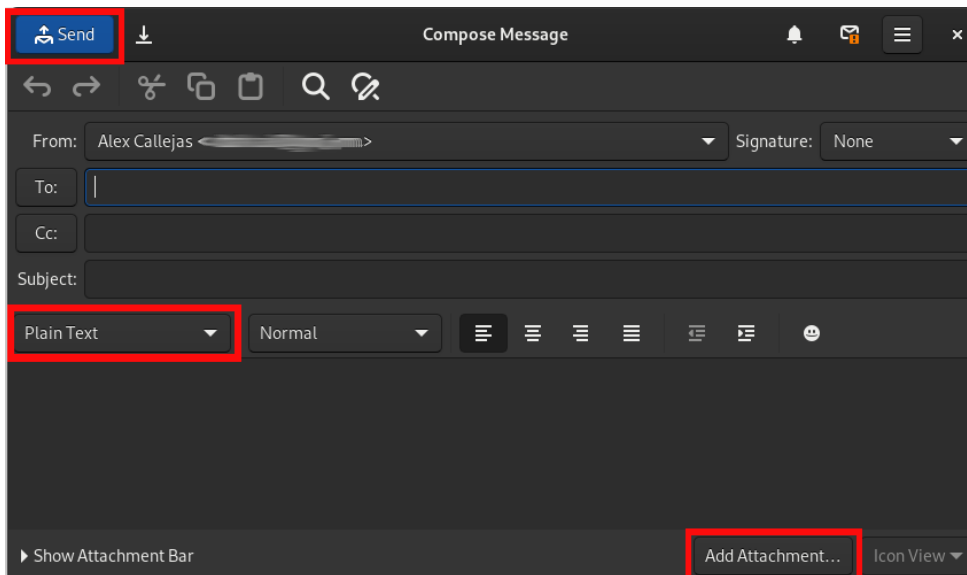 Send Compose Message
From: Alex Callejas < > Signature: None
To:
Cc:
Subject:
Plain Text Normal
Show Attachment Bar Add Attachment... Icon View